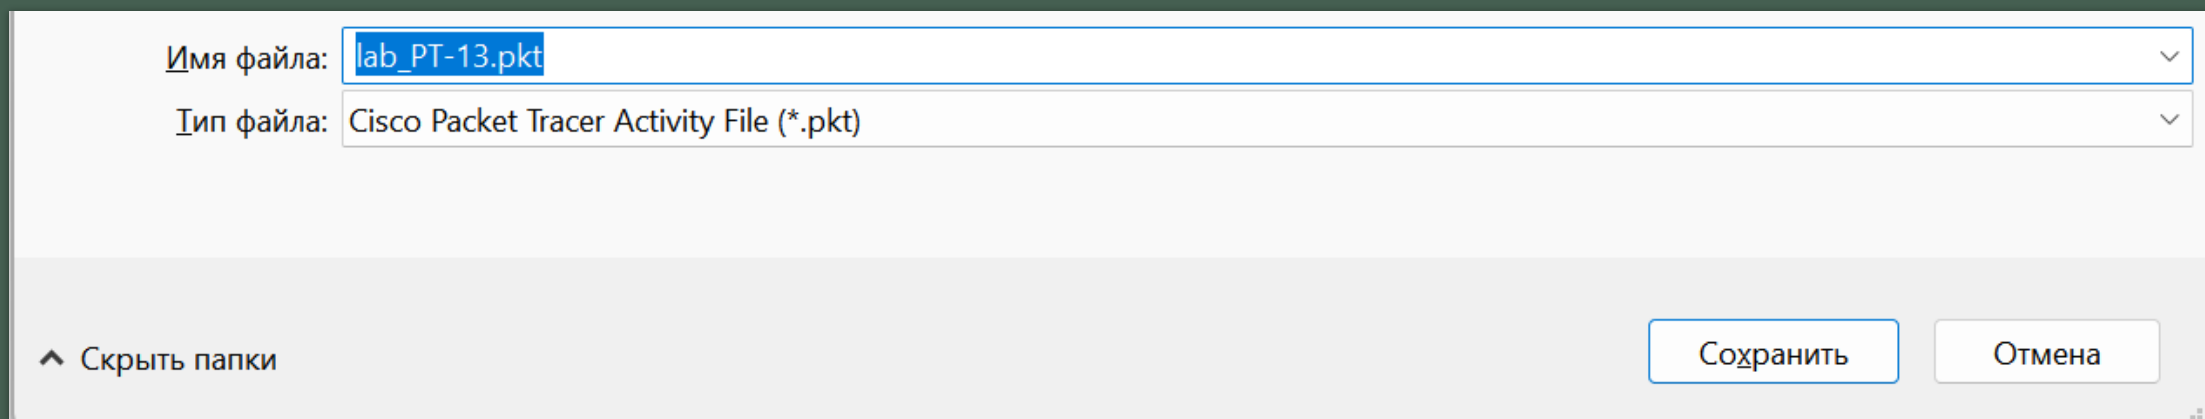 Имя файла: lab_PT-13.pkt
Тип файла: Cisco Packet Tracer Activity File (*.pkt)
Скрыть папки Сохранить Отмена